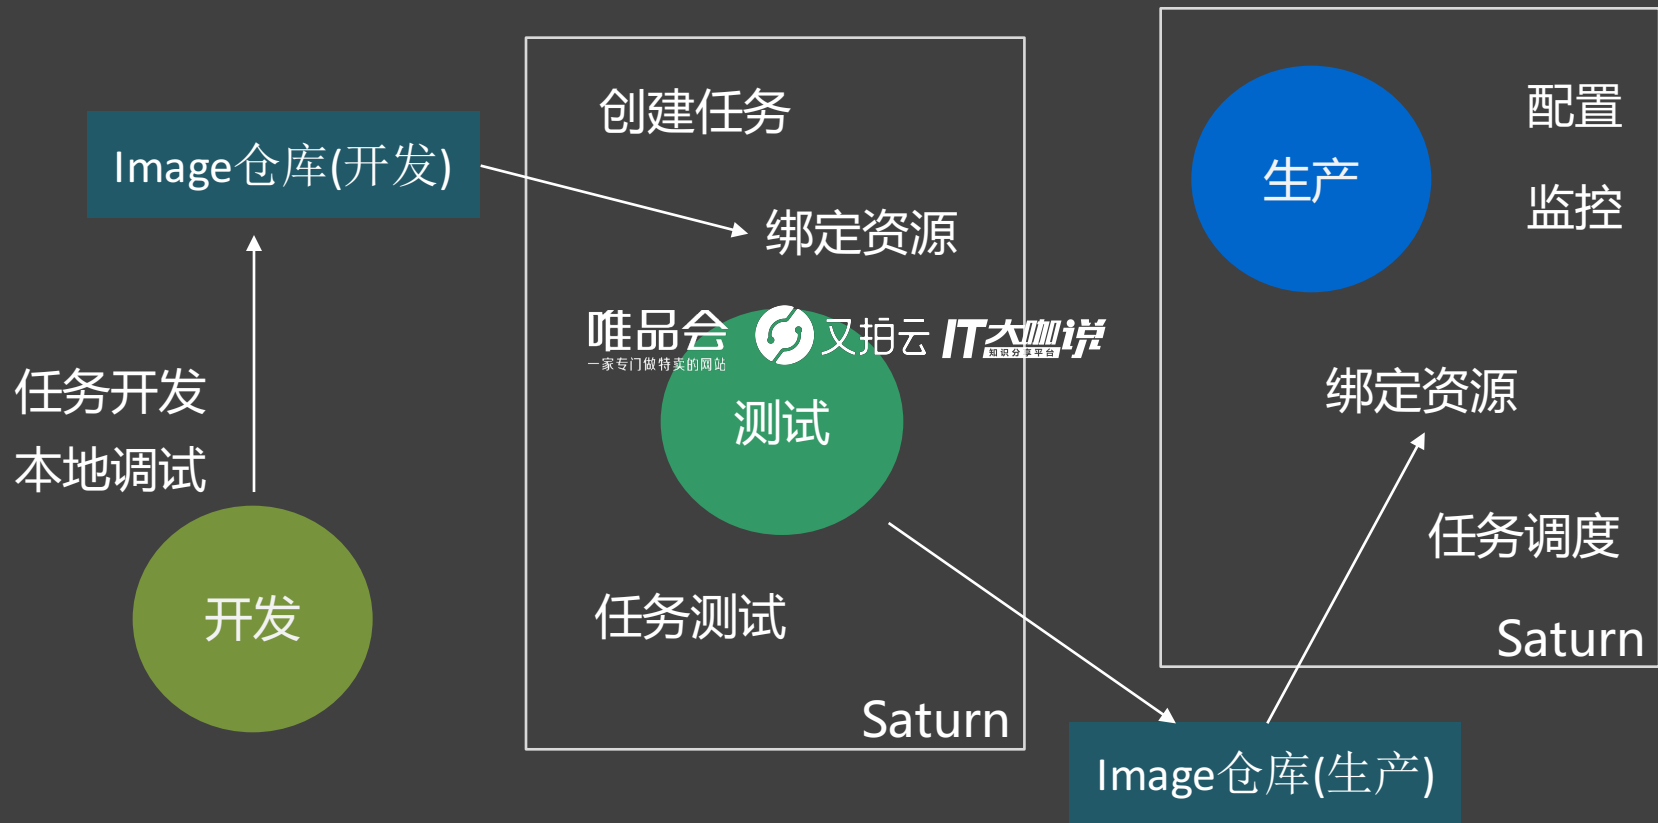 Image仓库(开发)
任务开发
本地调试
开发
创建任务
绑定资源
唯品会
一家专门做特卖的网站
又拍云
IT大咖说
知识分享平台
测试
任务测试
Saturn
生产
配置
监控
绑定资源
任务调度
Saturn
Image仓库(生产)